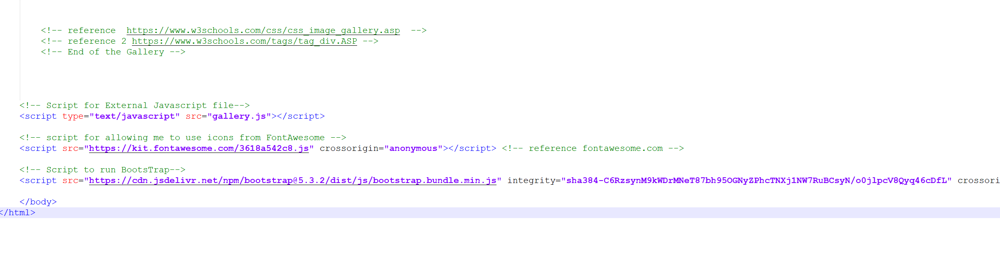 <!-- reference  https://www.w3schools.com/css/css_image_gallery.asp  -->
<!-- reference 2 https://www.w3schools.com/tags/tag_div.ASP -->
<!-- End of the Gallery -->
<!-- Script for External Javascript file-->
<script type="text/javascript" src="gallery.js"></script>
<!-- script for allowing me to use icons from FontAwesome -->
<script src="https://kit.fontawesome.com/3618a542c8.js" crossorigin="anonymous"></script> <!-- reference fontawesome.com -->
<!-- Script to run BootsTrap-->
<script src="https://cdn.jsdelivr.net/npm/bootstrap@5.3.2/dist/js/bootstrap.bundle.min.js" integrity="sha384-C6RzsynM9kWDrMNeT87bh95OGNyZPhcTNXj1NW7RuBCsyN/o0jlpcV8Qyq46cDfL" crossori
</body>
</html>